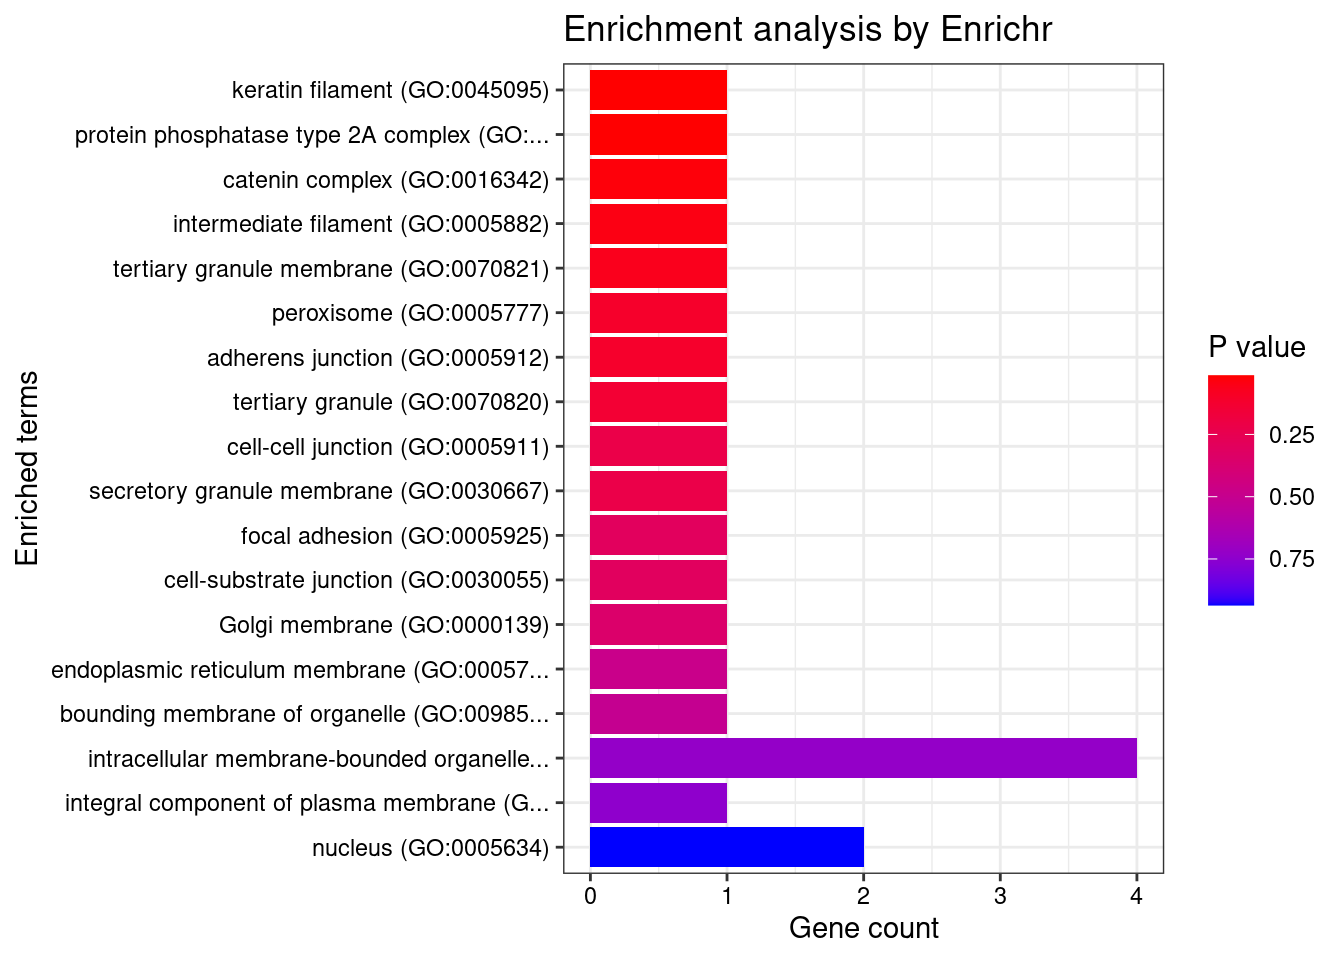 Enrichment analysis by Enrichr
keratin filament (GO:0045095)
protein phosphatase type 2A complex (GO:...
catenin complex (GO:0016342)
intermediate filament (GO:0005882)
tertiary granule membrane (GO:0070821)
peroxisome (GO:0005777)
adherens junction (GO:0005912)
tertiary granule (GO:0070820)
cell-cell junction (GO:0005911)
secretory granule membrane (GO:0030667)
focal adhesion (GO:0005925)
cell-substrate junction (GO:0030055)
Golgi membrane (GO:0000139)
endoplasmic reticulum membrane (GO:00057...
bounding membrane of organelle (GO:00985...
intracellular membrane-bounded organelle...
integral component of plasma membrane (G...
nucleus (GO:0005634)
Enriched terms
0 1 2 3 4
Gene count
P value
0.25
0.50
0.75